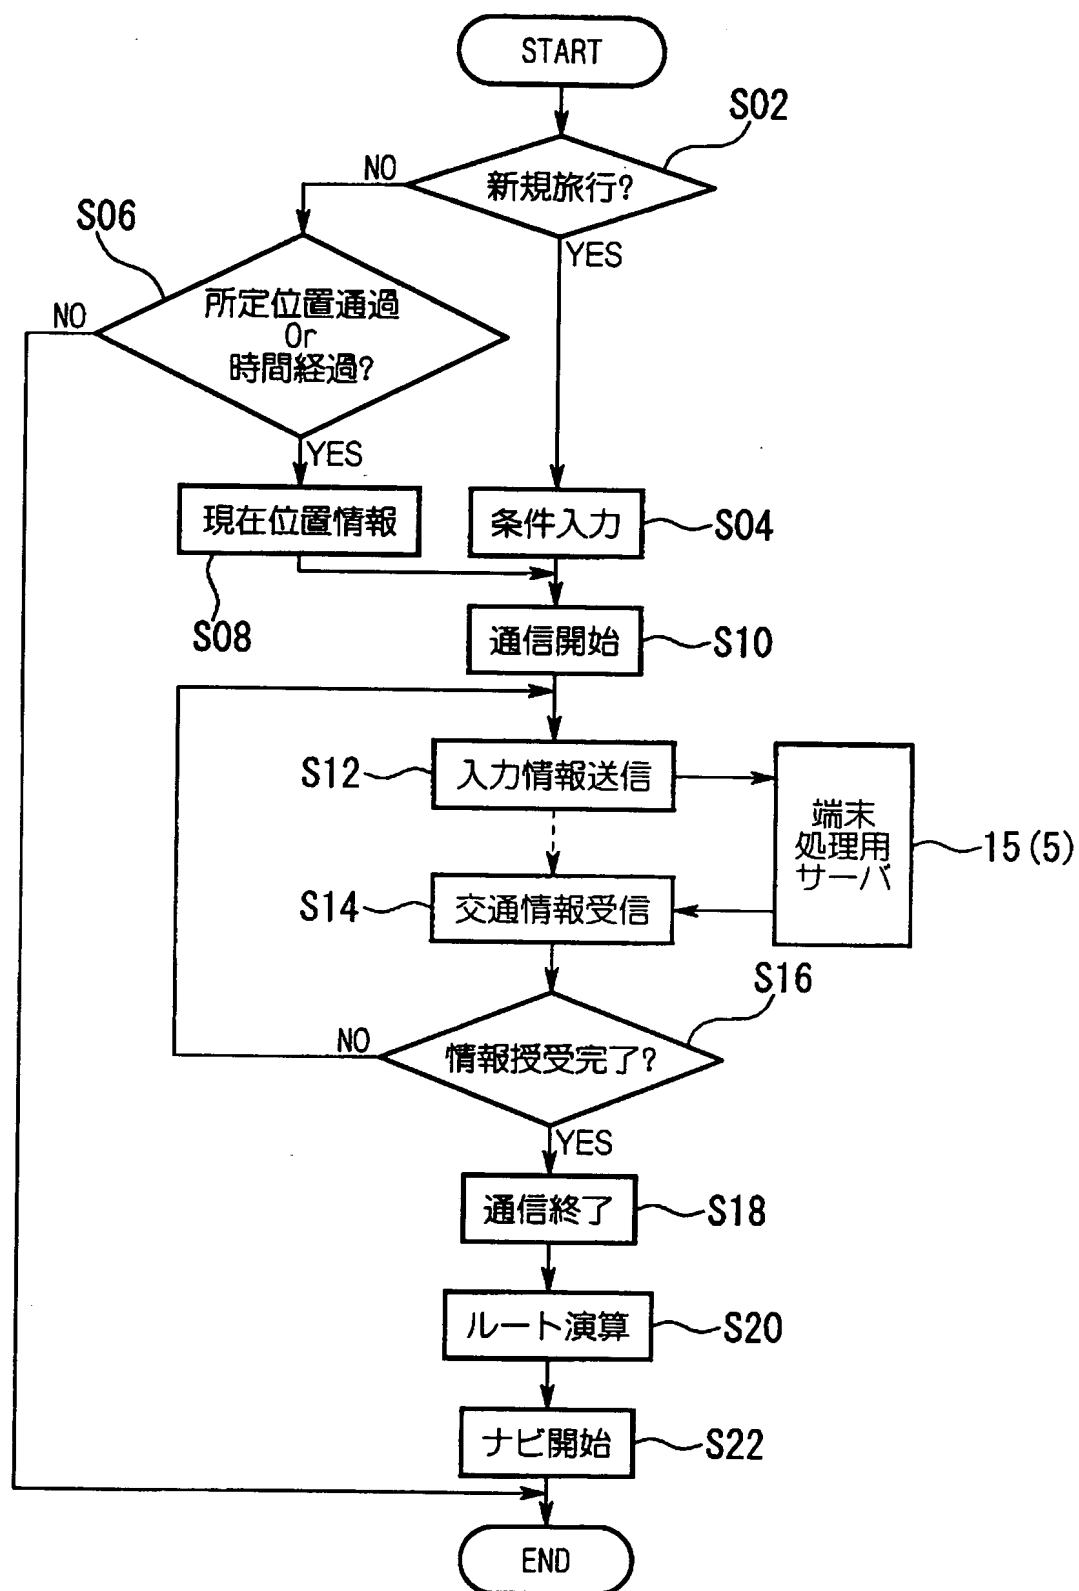 START
S02
NO
新規旅行?
S06
YES
所定位置通過
NO
Or
時間経過?
YES
現在位置情報
条件入力
S04
S08
通信開始
S10
S12
入力情報送信
端末
処理用
サーバ
15(5)
S14
交通情報受信
S16
NO
情報授受完了?
YES
通信終了
S18
ルート演算
S20
ナビ開始
S22
END